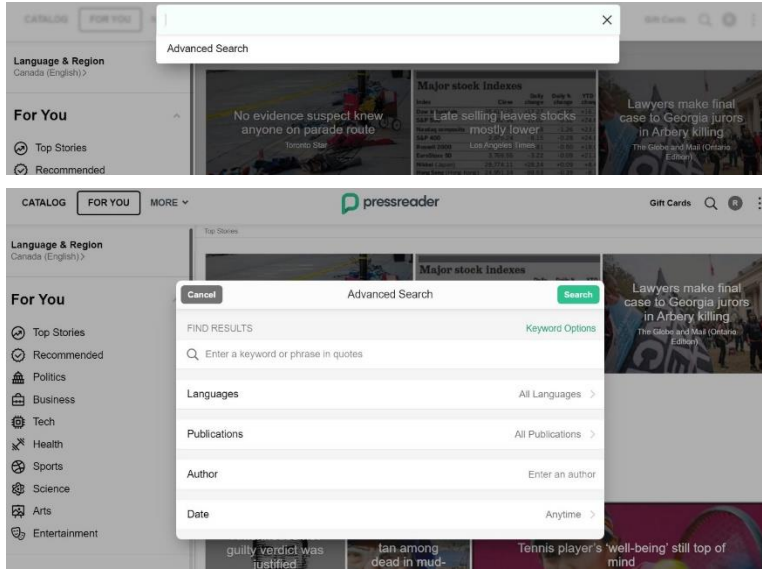 CATALOG FOR YOU
Gift Cards
Advanced Search
Language & Region
Canada (English) >
For You
Top Stories
Recommended
No evidence suspect knew
anyone on parade route
Toronto Star
Major stock Indexes
Late selling leaves stocks
mostly lower
Los Angeles Times
Lawyers make final
case to Georgia jurors
in Arbery killing
The Globe and Mail (Ontario
Edition)
CATALOG FOR YOU MORE
pressreader
Gift Cards R
Language & Region
Canada (English) >
Top Stories
For You
Top Stories
Recommended
Politics
Business
Tech
Health
Sports
Science
Arts
Entertainment
Major stock Indexes
Lawyers make final
case to Georgia jurors
in Arbery killing
The Globe and Mail (Ontario
Edition)
Cancel Advanced Search Search
FIND RESULTS Keyword Options
Enter a keyword or phrase in quotes
Languages All Languages >
Publications All Publications >
Author Enter an author
Date Anytime >
guilty verdict was
justified
tan among
dead in mud-
Tennis player's 'well-being' still top of
mind